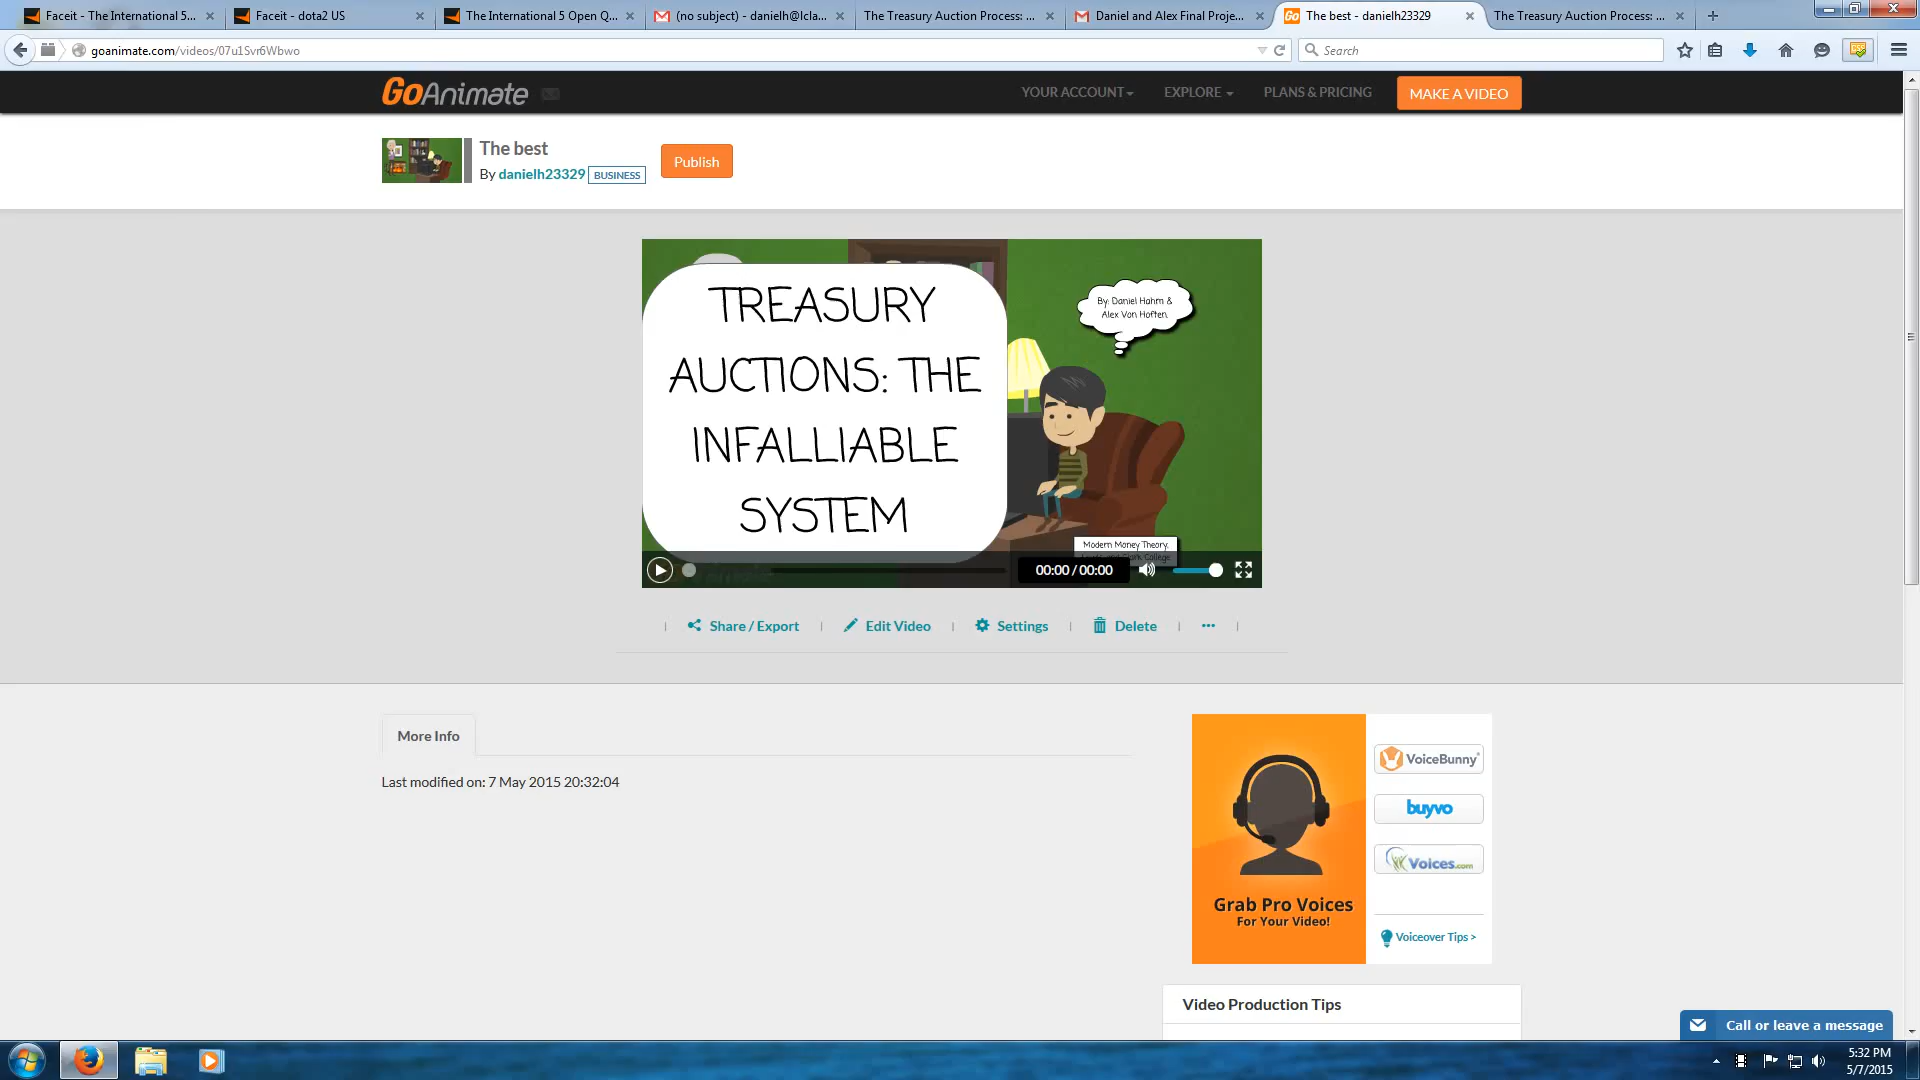 Faceit - The International 5...
Faceit - dota2 US
The International 5 Open Q...
(no subject) - danielh@lcla...
The Treasury Auction Process: ...
Daniel and Alex Final Proje...
The best - danielh23329
The Treasury Auction Process: ...
goanimate.com/videos/07u1Svr6Wbwo
Search
GoAnimate
YOUR ACCOUNT
EXPLORE
PLANS & PRICING
MAKE A VIDEO
The best
By danielh23329 BUSINESS
Publish
TREASURY
AUCTIONS: THE
INFALLIABLE
SYSTEM
By: Daniel Hahm &
Alex Von Hoften
Modern Money Theory,
00:00 / 00:00
Share / Export
Edit Video
Settings
Delete
More Info
Last modified on: 7 May 2015 20:32:04
Grab Pro Voices
For Your Video!
VoiceBunny
buyvo
Voices.com
Voiceover Tips >
Video Production Tips
Call or leave a message
5:32 PM
5/7/2015